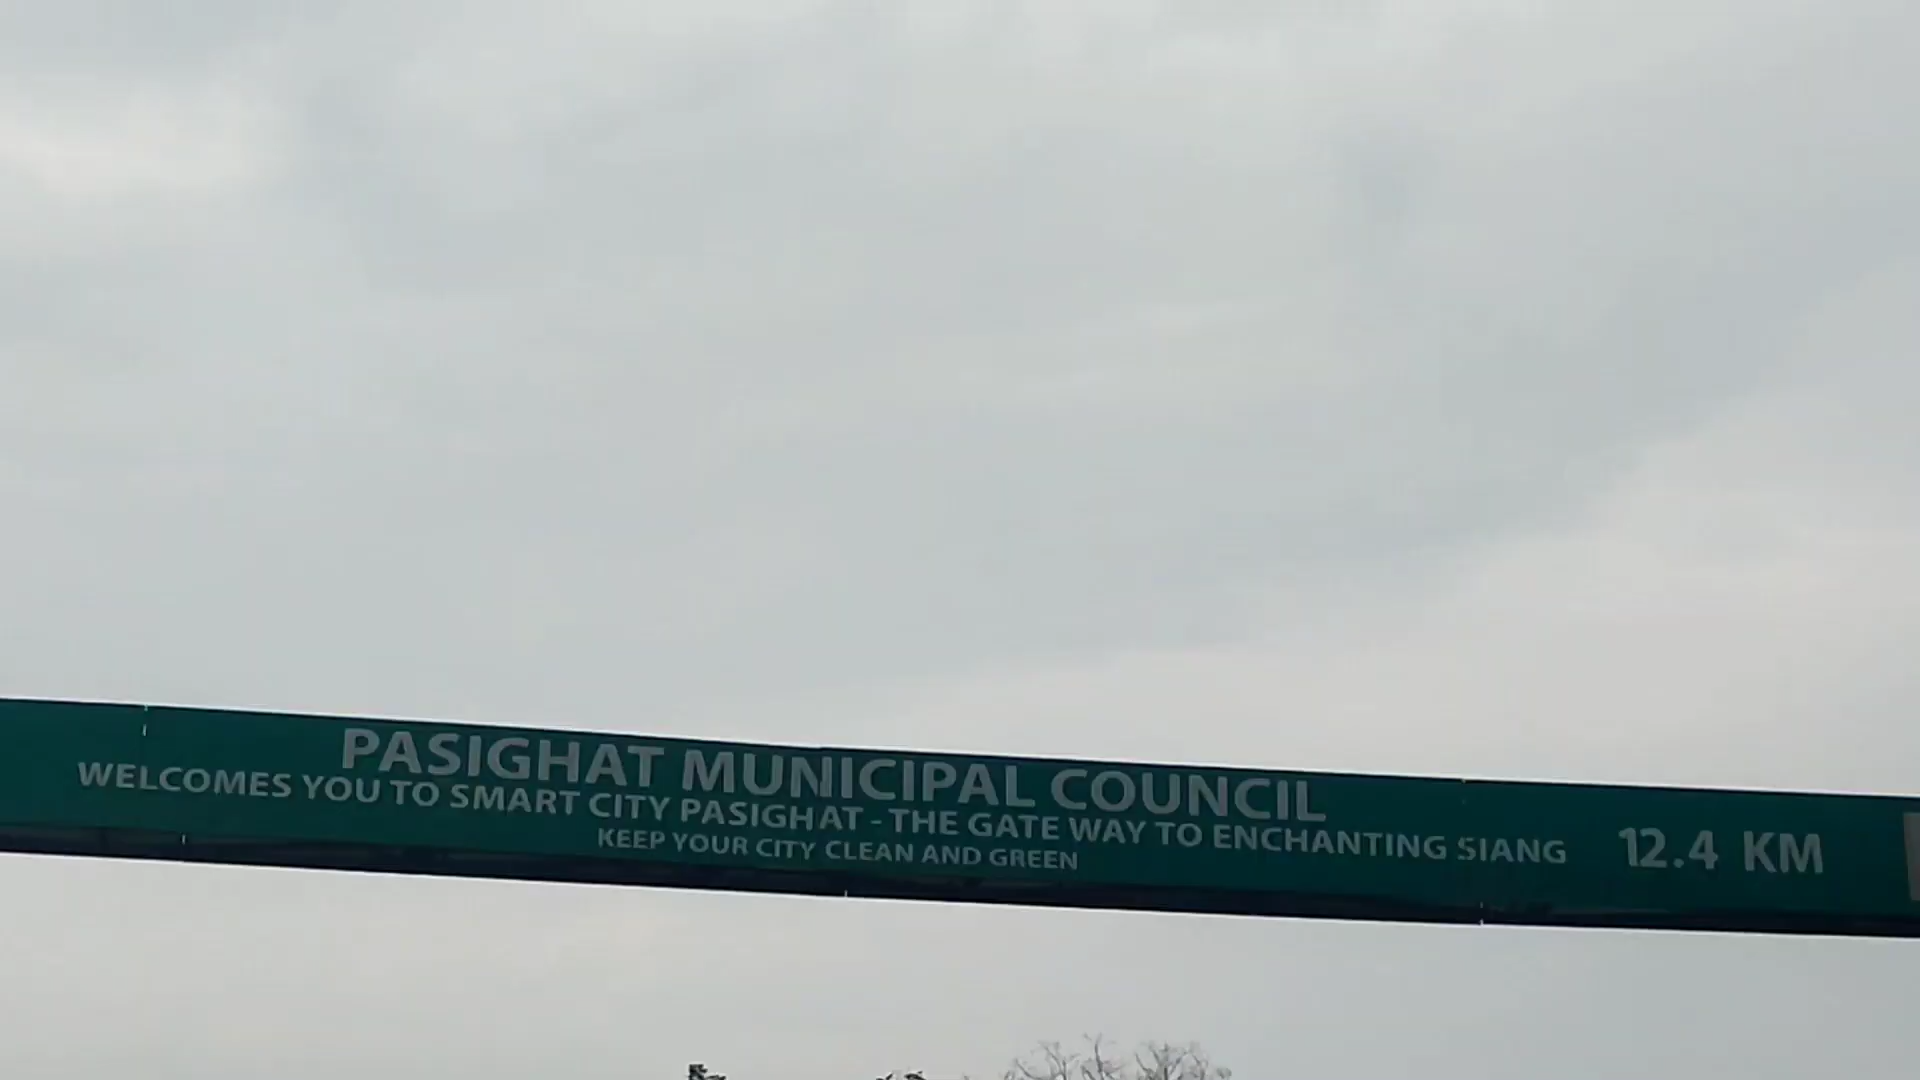 PASIGHAT MUNICIPAL COUNCIL
WELCOMES YOU TO SMART CITY PASIGHAT - THE GATE WAY TO ENCHANTING SIANG 12.4 KM
KEEP YOUR CITY CLEAN AND GREEN